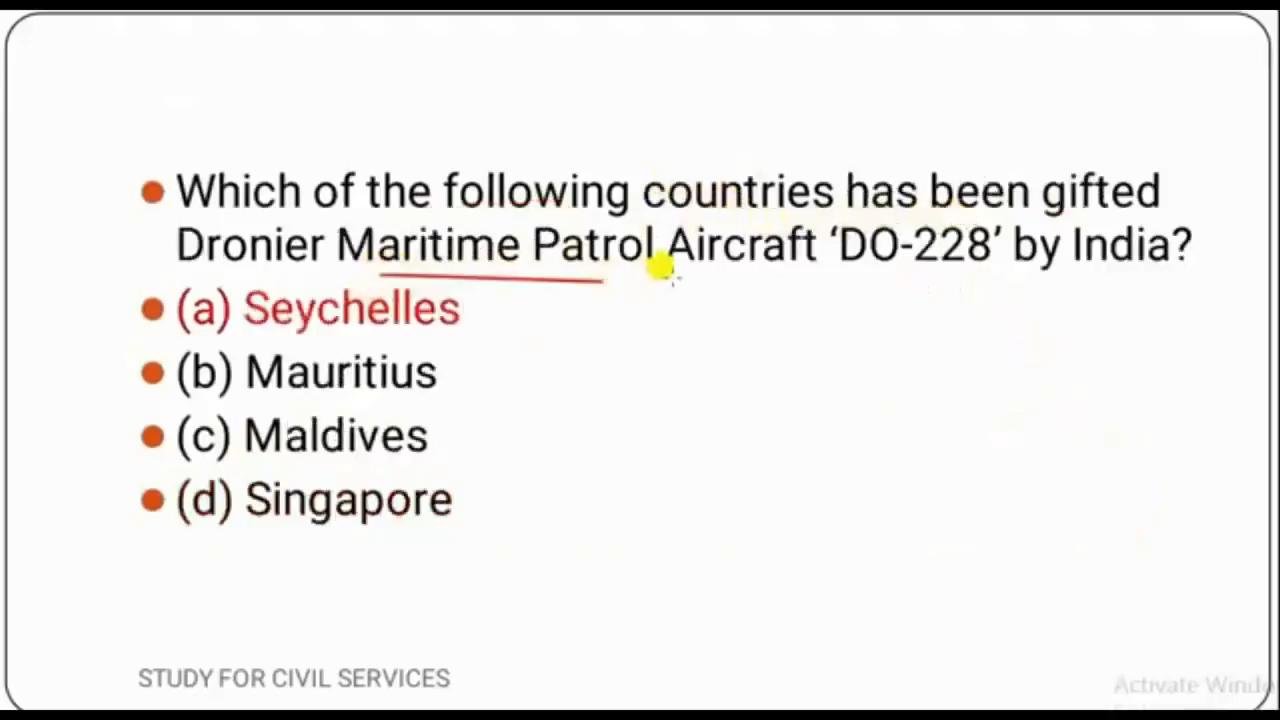 Which of the following countries has been gifted
Dronier Maritime Patrol Aircraft ‘DO-228’ by India?
(a) Seychelles
(b) Mauritius
(c) Maldives
(d) Singapore
STUDY FOR CIVIL SERVICES
Activate Windo